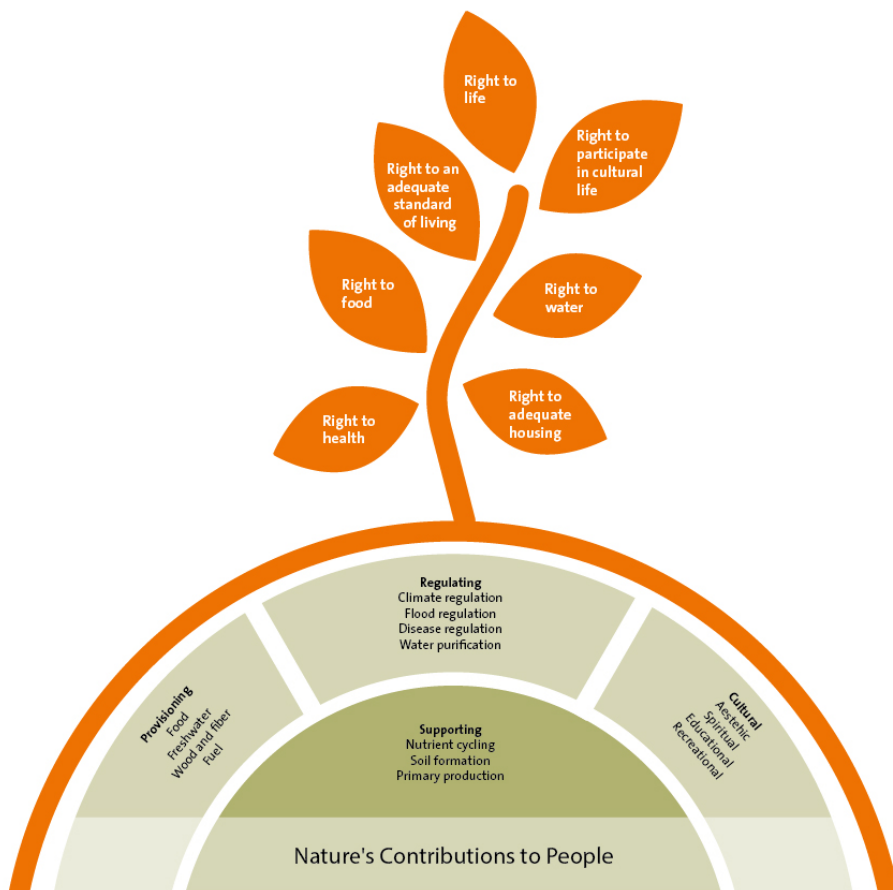 Right to
life
Right to
participate
in cultural
life
Right to an
adequate
standard
of living
Right to
food
Right to
water
Right to
health
Right to
adequate
housing
Regulating
Climate regulation
Flood regulation
Disease regulation
Water purification
Provisioning
Food
Freshwater
Wood and fiber
Fuel
Cultural
Aestehic
Spiritual
Educational
Recreational
Supporting
Nutrient cycling
Soil formation
Primary production
Nature's Contributions to People